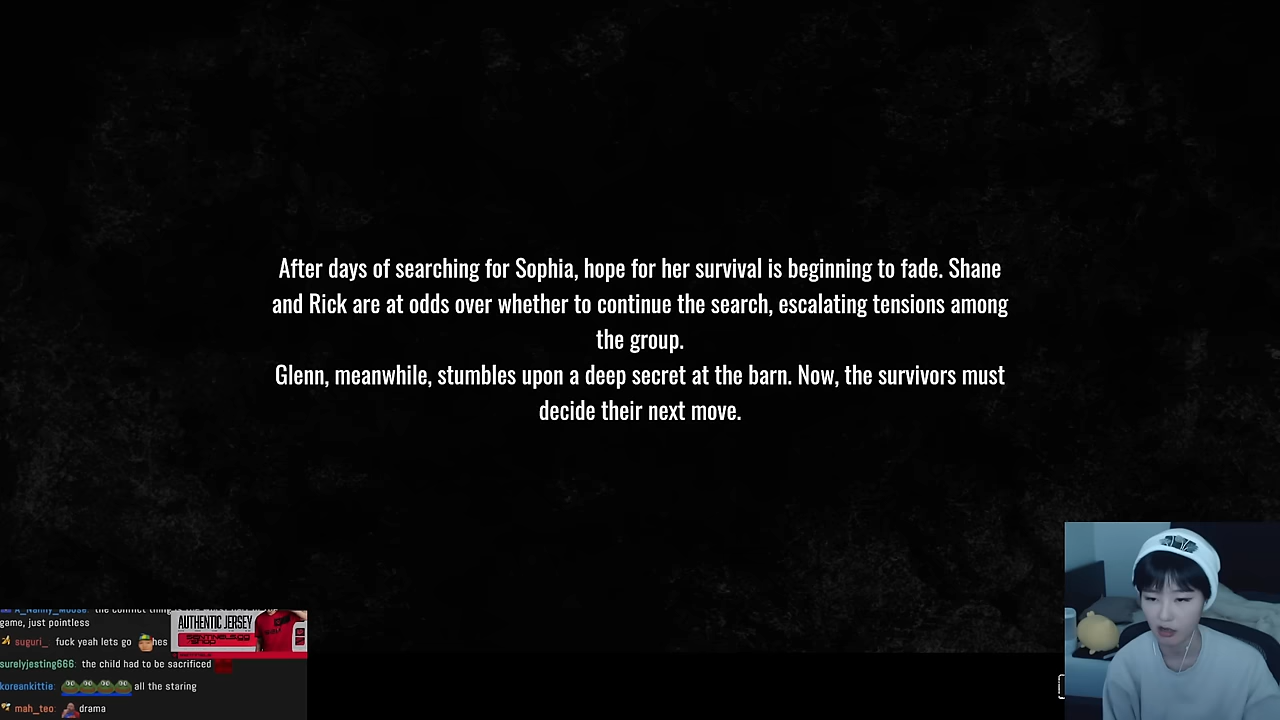 After days of searching for Sophia, hope for her survival is beginning to fade. Shane
and Rick are at odds over whether to continue the search, escalating tensions among
the group.
Glenn, meanwhile, stumbles upon a deep secret at the barn. Now, the survivors must
decide their next move.
game, just pointless
suguri_ fuck yeah lets go hes
surelyjesting666: the child had to be sacrificed
koreankittie: all the staring
mah_teo: drama
AUTHENTIC JERSEY